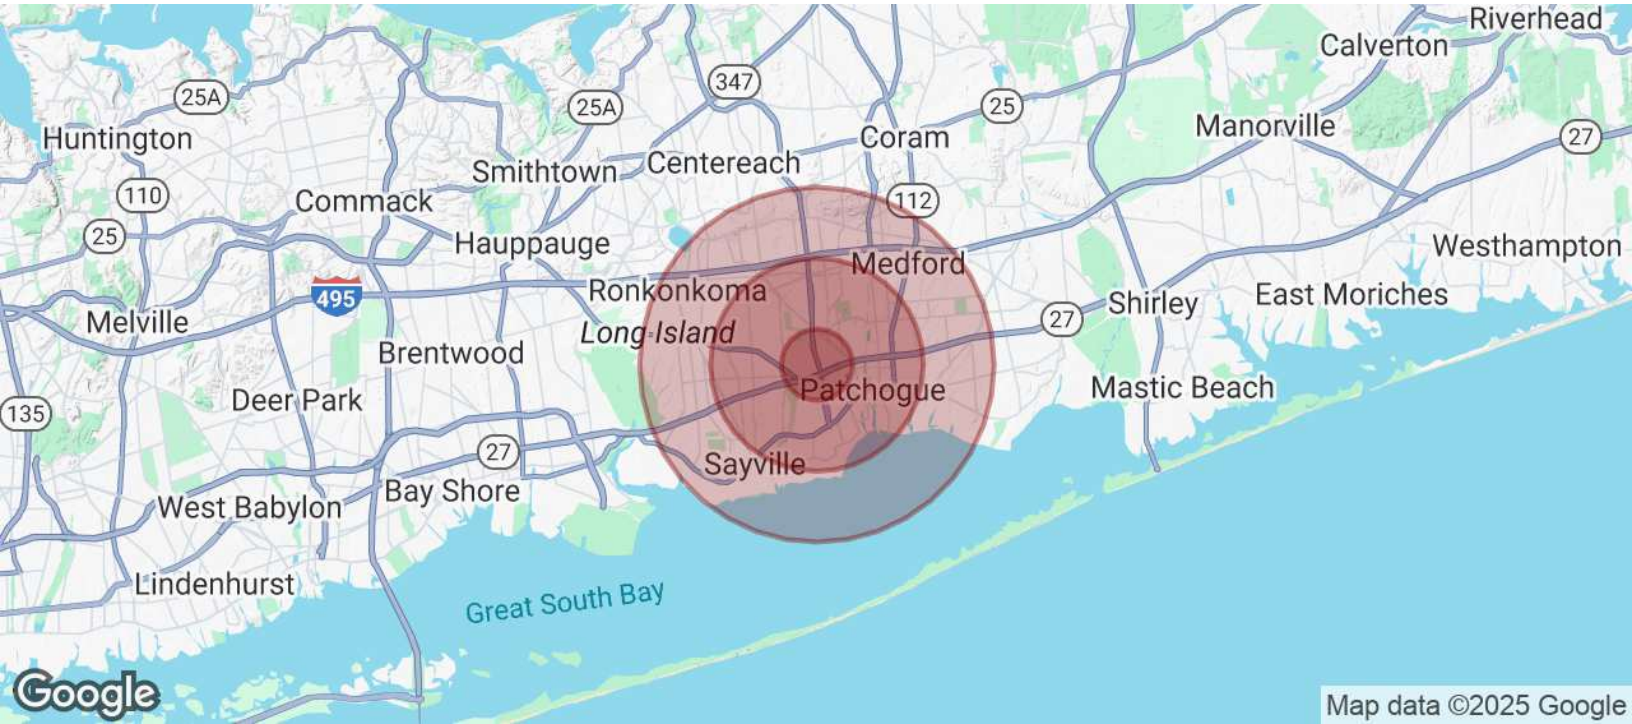 Riverhead
Calverton
25A
347
25A
25
Huntington
Coram
Manorville
27
Smithtown
Centereach
110
Commack
112
25
Hauppauge
Westhampton
Medford
495
Ronkonkoma
Shirley
East Moriches
Melville
Long Island
27
Brentwood
Deer Park
Patchogue
Mastic Beach
135
27
Sayville
West Babylon
Bay Shore
Lindenhurst
Great South Bay
Google
Map data ©2025 Google